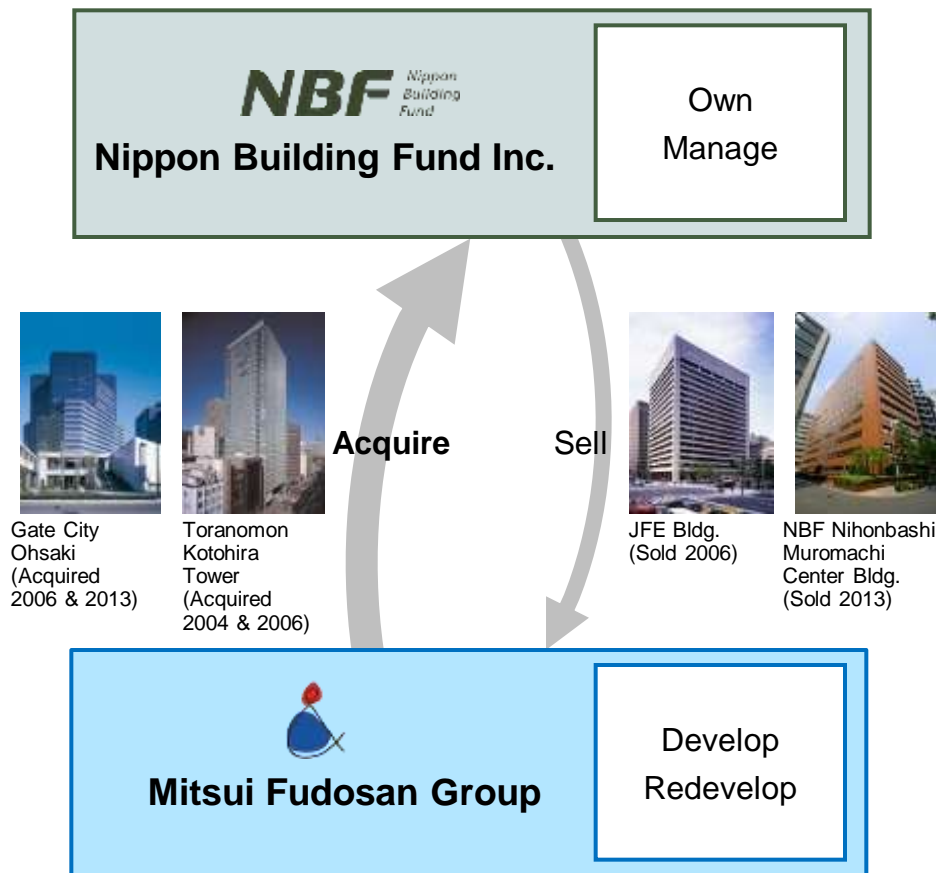 NBF
Nippon
Building
Fund
Nippon Building Fund Inc.
Own
Manage
Acquire
Sell
Gate City
Ohsaki
(Acquired
2006 & 2013)
Toranomon
Kotohira
Tower
(Acquired
2004 & 2006)
JFE Bldg.
(Sold 2006)
NBF Nihonbashi
Muromachi
Center Bldg.
(Sold 2013)
Mitsui Fudosan Group
Develop
Redevelop